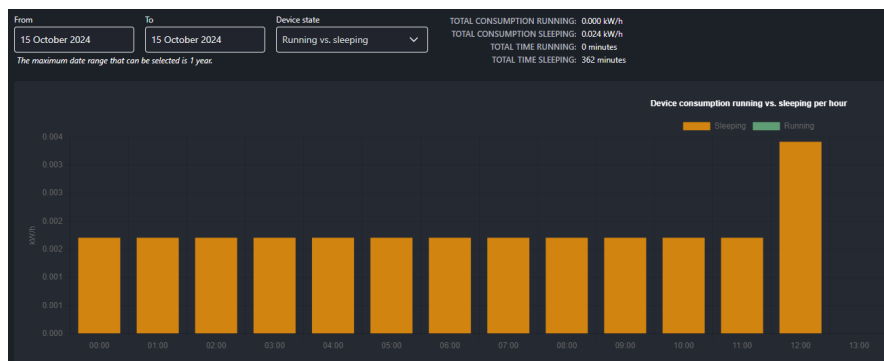 From To Device state
15 October 2024 15 October 2024 Running vs. sleeping
The maximum date range that can be selected is 1 year.
TOTAL CONSUMPTION RUNNING: 0.000 kW/h
TOTAL CONSUMPTION SLEEPING: 0.024 kW/h
TOTAL TIME RUNNING: 0 minutes
TOTAL TIME SLEEPING: 362 minutes
Device consumption running vs. sleeping per hour
Sleeping Running
0.004
0.003
0.003
0.002
0.002
0.001
0.001
0.000
kW/h
00:00 01:00 02:00 03:00 04:00 05:00 06:00 07:00 08:00 09:00 10:00 11:00 12:00 13:00